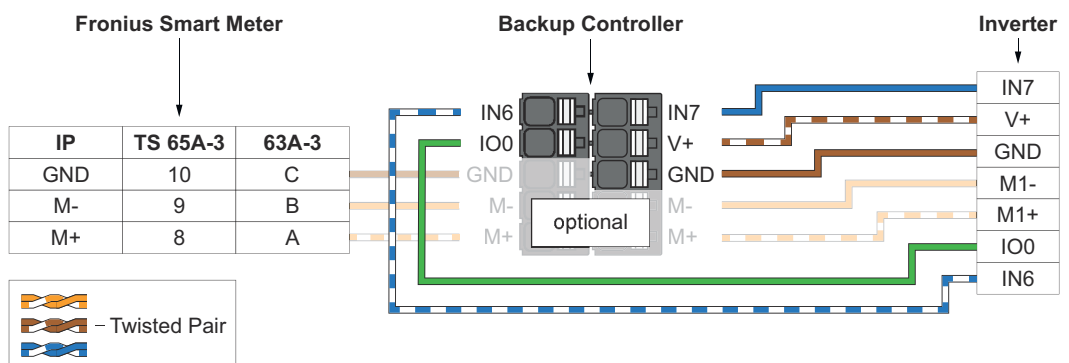 Fronius Smart Meter
Backup Controller
Inverter
IP TS 65A-3 63A-3
GND 10 C
M- 9 B
M+ 8 A
IN6
IO0
GND
M-
M+
optional
IN7
V+
GND
M-
M+
IN7
V+
GND
M1-
M1+
IO0
IN6
Twisted Pair